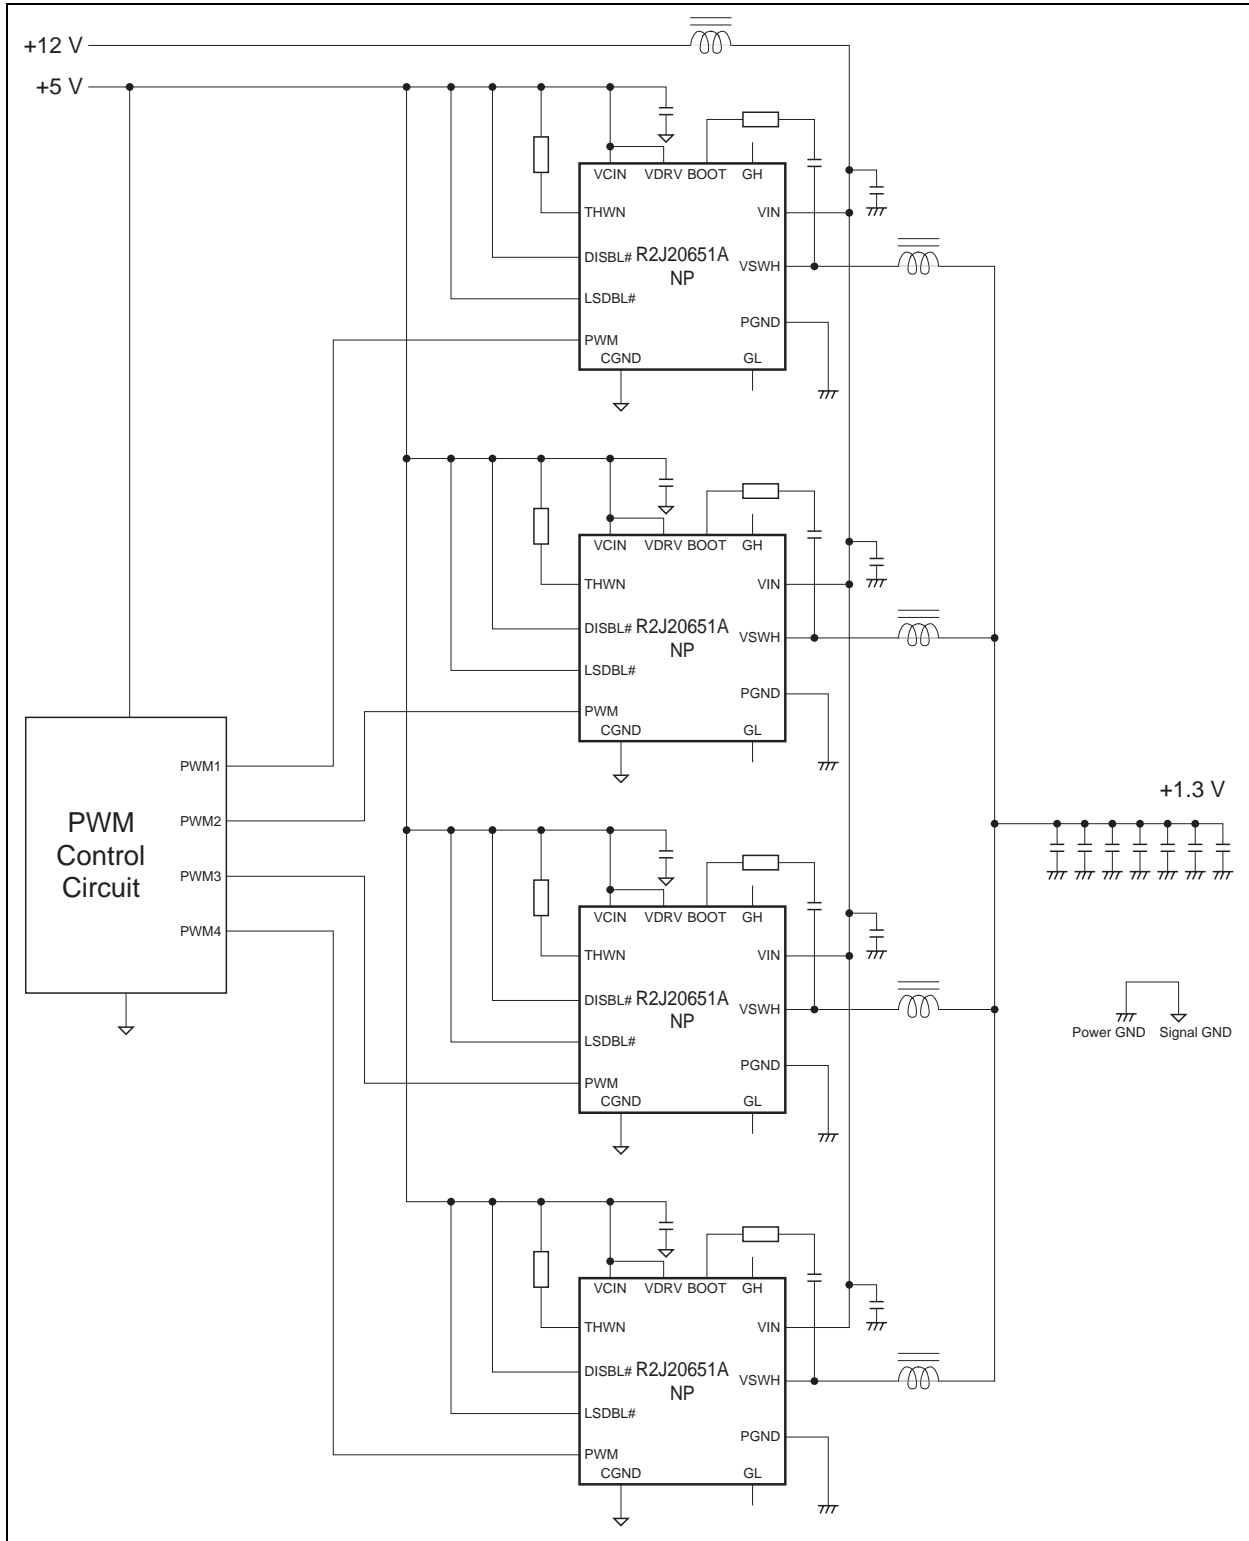 +12 V
+5 V
VCIN VDRV BOOT GH
THWN VIN
DISBL# R2J20651A VSWH
NP
LSDBL#
PGND
PWM
CGND GL
VCIN VDRV BOOT GH
THWN VIN
DISBL# R2J20651A VSWH
NP
LSDBL#
PGND
PWM
CGND GL
PWM1
PWM2
PWM3
PWM4
PWM
Control
Circuit
+1.3 V
VCIN VDRV BOOT GH
THWN VIN
DISBL# R2J20651A VSWH
NP
LSDBL#
PGND
PWM
CGND GL
Power GND Signal GND
VCIN VDRV BOOT GH
THWN VIN
DISBL# R2J20651A VSWH
NP
LSDBL#
PGND
PWM
CGND GL